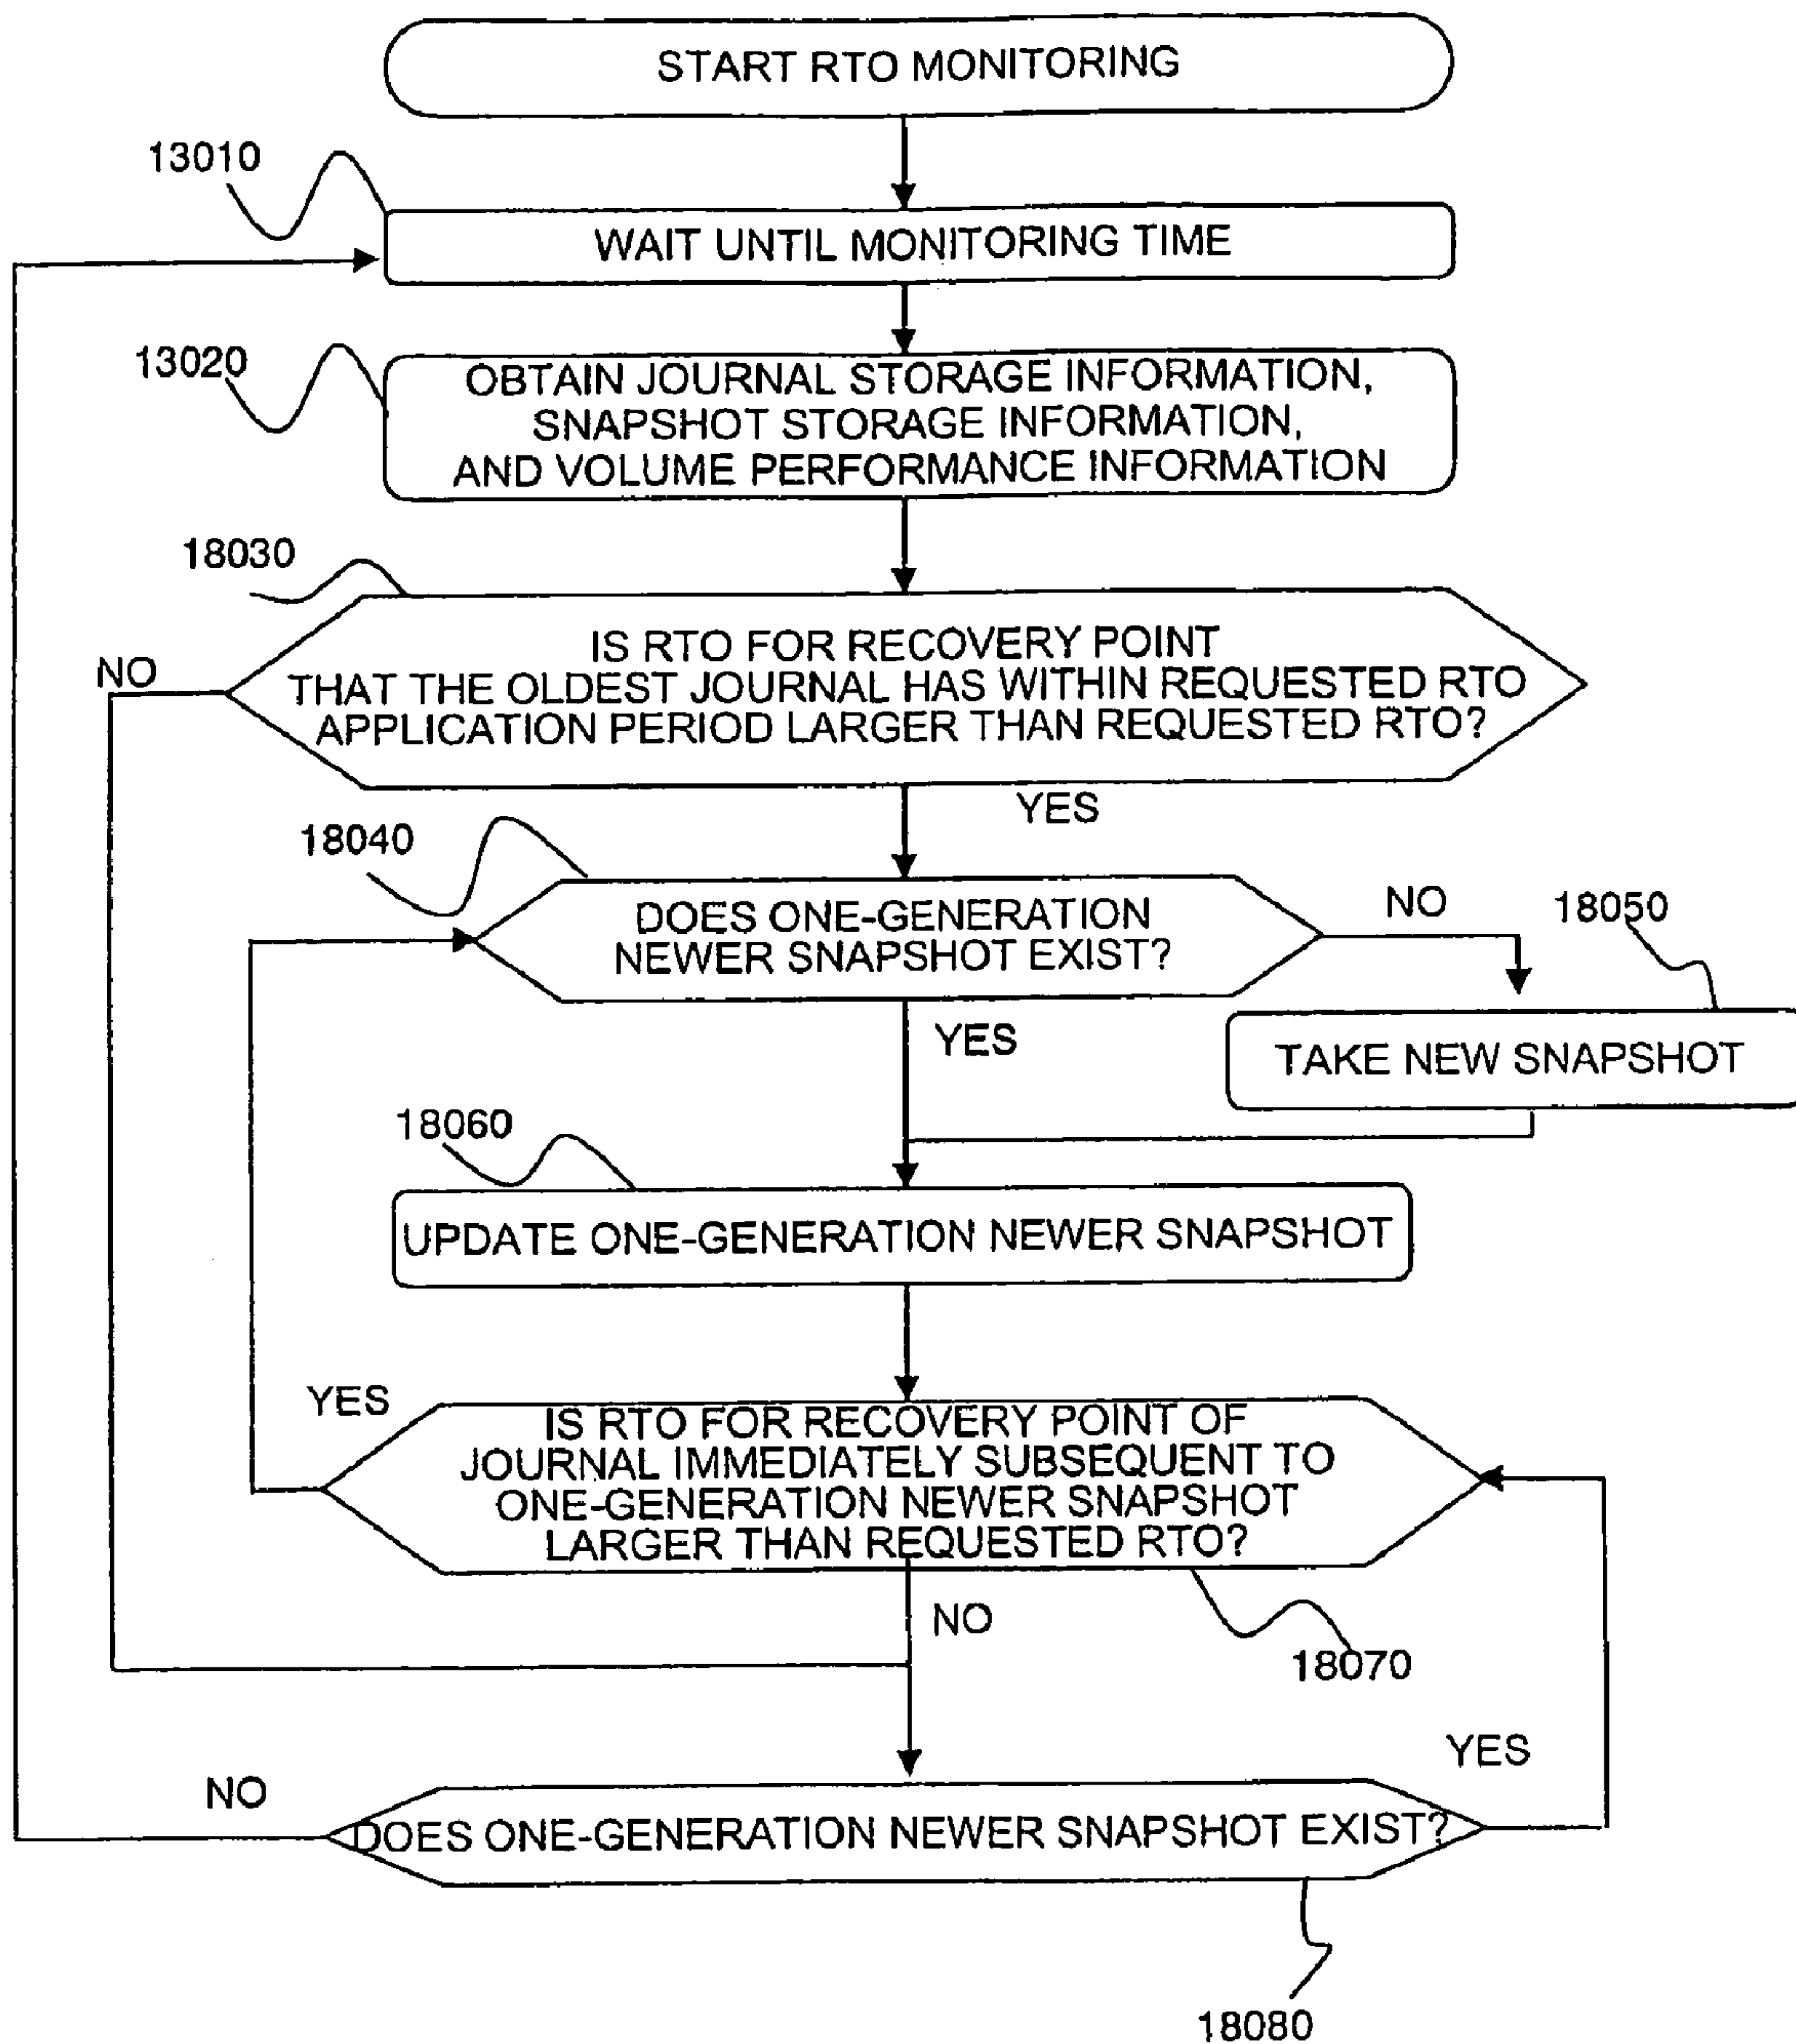 START RTO MONITORING
13010
WAIT UNTIL MONITORING TIME
13020
OBTAIN JOURNAL STORAGE INFORMATION,
SNAPSHOT STORAGE INFORMATION,
AND VOLUME PERFORMANCE INFORMATION
18030
IS RTO FOR RECOVERY POINT
THAT THE OLDEST JOURNAL HAS WITHIN REQUESTED RTO
APPLICATION PERIOD LARGER THAN REQUESTED RTO?
NO
YES
18040
DOES ONE-GENERATION
NEWER SNAPSHOT EXIST?
NO
18050
YES
TAKE NEW SNAPSHOT
18060
UPDATE ONE-GENERATION NEWER SNAPSHOT
YES
IS RTO FOR RECOVERY POINT OF
JOURNAL IMMEDIATELY SUBSEQUENT TO
ONE-GENERATION NEWER SNAPSHOT
LARGER THAN REQUESTED RTO?
NO
18070
YES
NO
DOES ONE-GENERATION NEWER SNAPSHOT EXIST?
18080